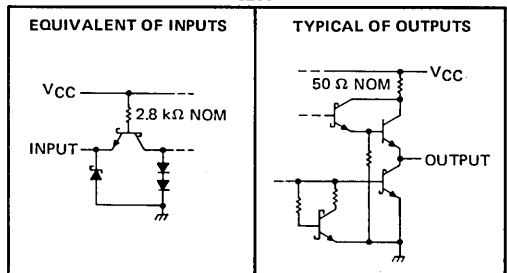 EQUIVALENT OF INPUTS
VCC
2.8 kΩ NOM
INPUT
TYPICAL OF OUTPUTS
VCC
50 Ω NOM
OUTPUT